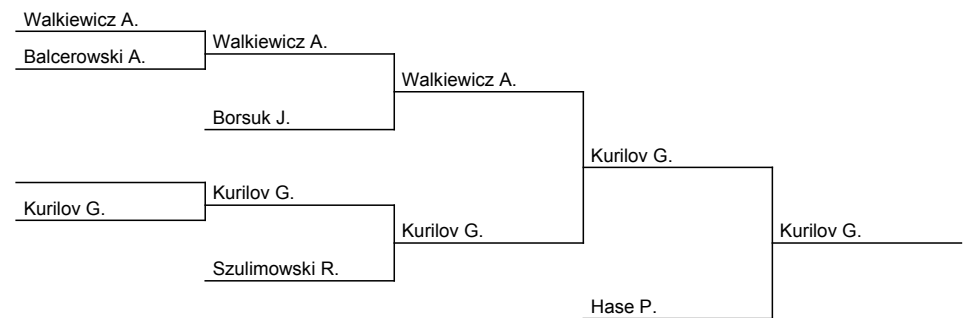 Walkiewicz A.
Walkiewicz A.
Balcerowski A.
Walkiewicz A.
Borsuk J.
Kurilov G.
Kurilov G.
Kurilov G.
Kurilov G.
Kurilov G.
Szulimowski R.
Hase P.